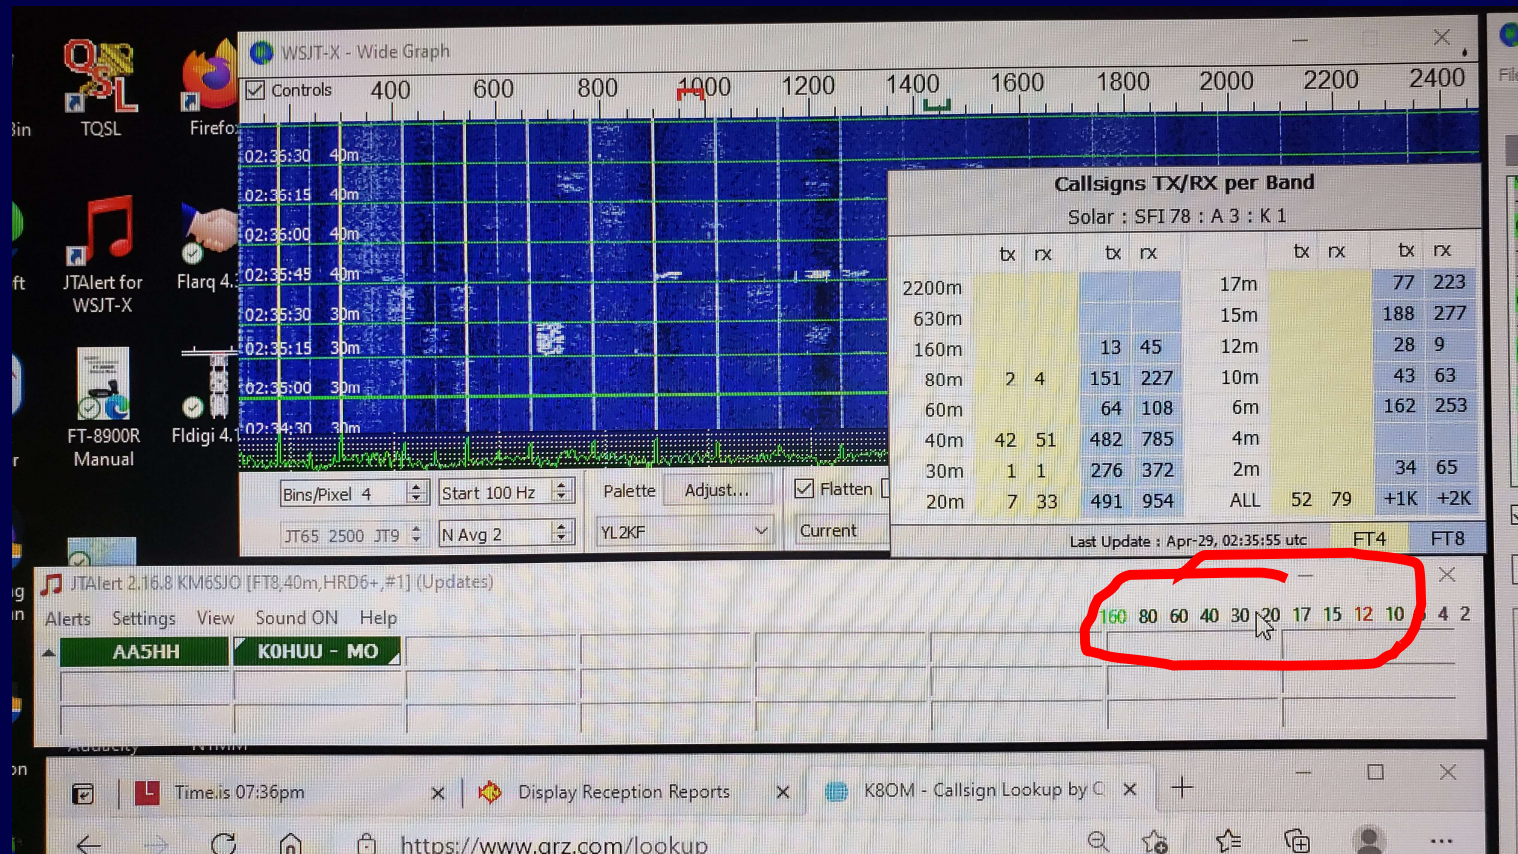 WSJT-X - Wide Graph
Controls 400 600 800 1000 1200 1400 1600 1800 2000 2200 2400
TQSL
02:36:30 40m
02:36:15 40m
02:36:00 40m
02:35:45 40m
02:35:30 30m
02:35:15 30m
02:35:00 30m
02:34:30 30m
JTAlert for
WSJT-X
Flarq 4.
FT-8900R
Manual
Fldigi 4.1
Callsigns TX/RX per Band
Solar : SFI 78 : A 3 : K 1
tx rx tx rx tx rx tx rx
2200m 17m 77 223
630m 15m 188 277
160m 13 45 12m 28 9
80m 2 4 151 227 10m 43 63
60m 64 108 6m 162 253
40m 42 51 482 785 4m
30m 1 1 276 372 2m 34 65
20m 7 33 491 954 ALL 52 79 +1K +2K
Last Update : Apr-29, 02:35:55 utc FT4 FT8
Bins/Pixel 4 Start 100 Hz Palette Adjust... Flatten
JT65 2500 JT9 N Avg 2 YL2KF Current
JTAlert 2.16.8 KM6SJO [FT8,40m,HRD6+,#1] (Updates)
Alerts Settings View Sound ON Help 160 80 60 40 30 20 17 15 12 10 4 2
AA5HH K0HUU - MO
Time.is 07:36pm Display Reception Reports K8OM - Callsign Lookup by
https://www.qrz.com/lookup